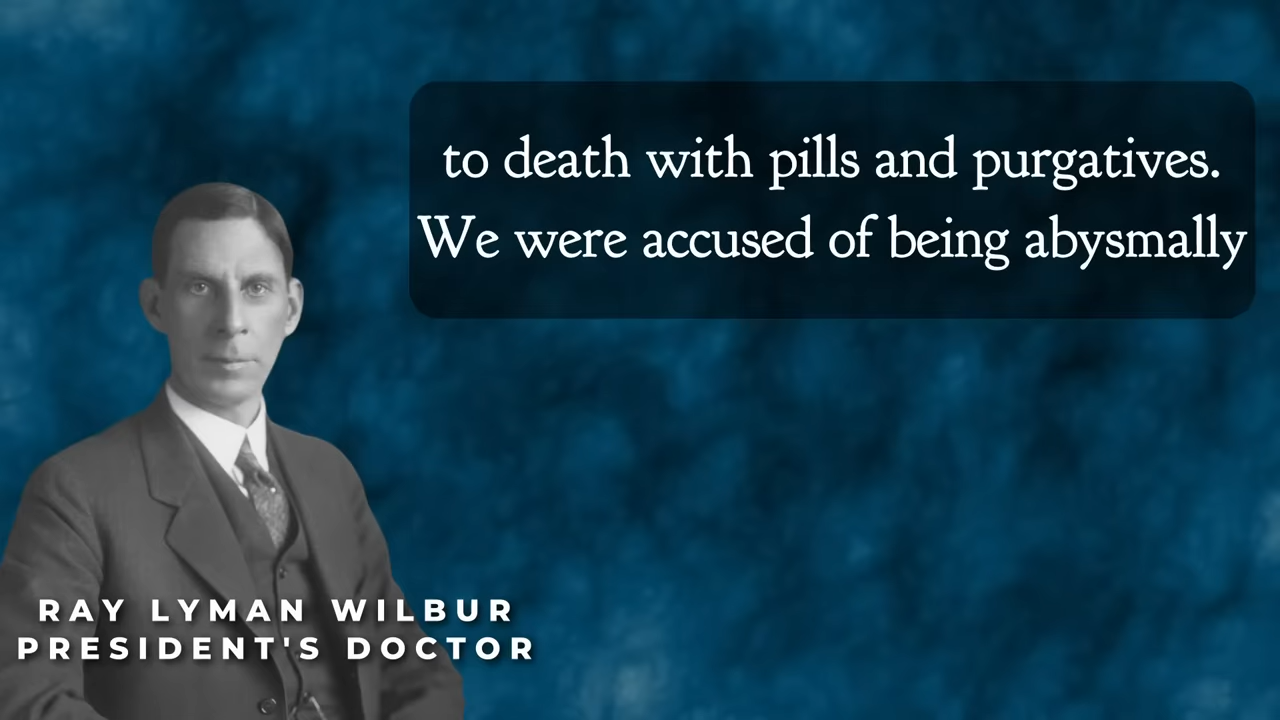 to death with pills and purgatives.
We were accused of being abysmally
RAY LYMAN WILBUR
PRESIDENT'S DOCTOR